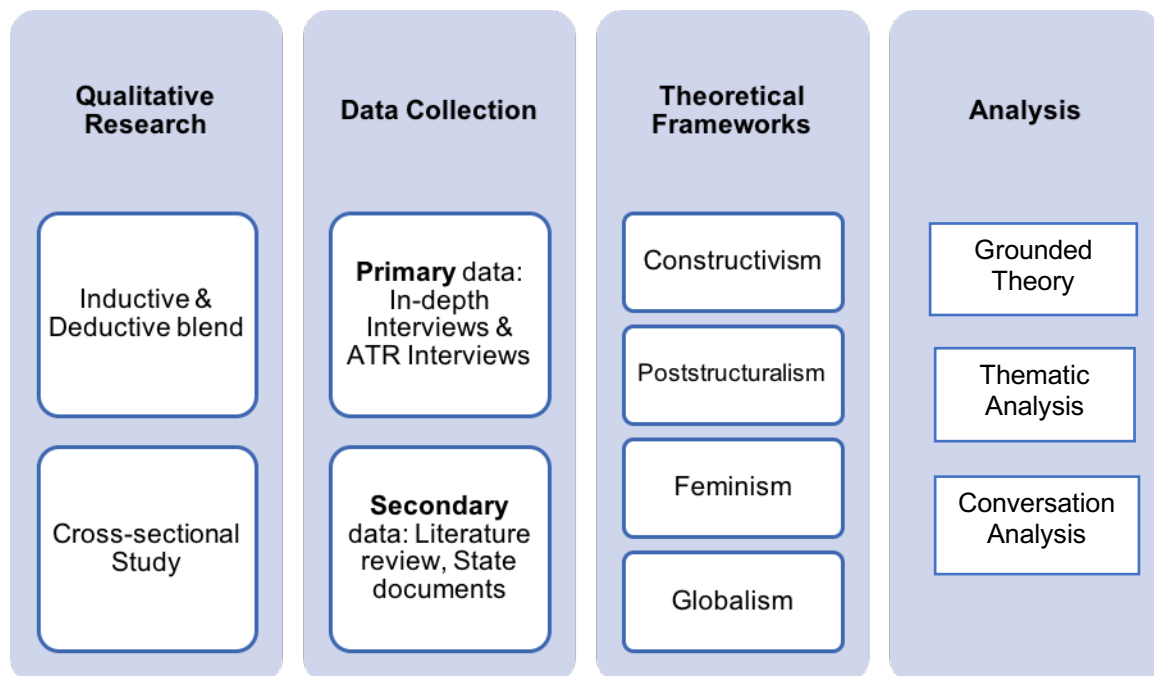 Qualitative
Research
Inductive &
Deductive blend
Cross-sectional
Study
Data Collection
Primary data:
In-depth
Interviews &
ATR Interviews
Secondary
data: Literature
review, State
documents
Theoretical
Frameworks
Constructivism
Poststructuralism
Feminism
Globalism
Analysis
Grounded
Theory
Thematic
Analysis
Conversation
Analysis